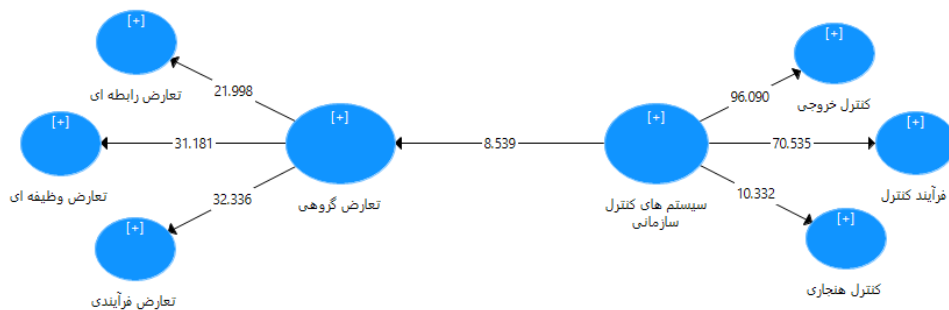 [+]
تعارض رابطه ای
[+]
کنترل خروجی
21.998
96.090
[+]
تعارض وظیفه ای
31.181
[+]
تعارض گروهی
8.539
[+]
سیستم های کنترل
سازمانی
70.535
[+]
فرآیند کنترل
32.336
10.332
[+]
تعارض فرآیندی
[+]
کنترل هنجاری